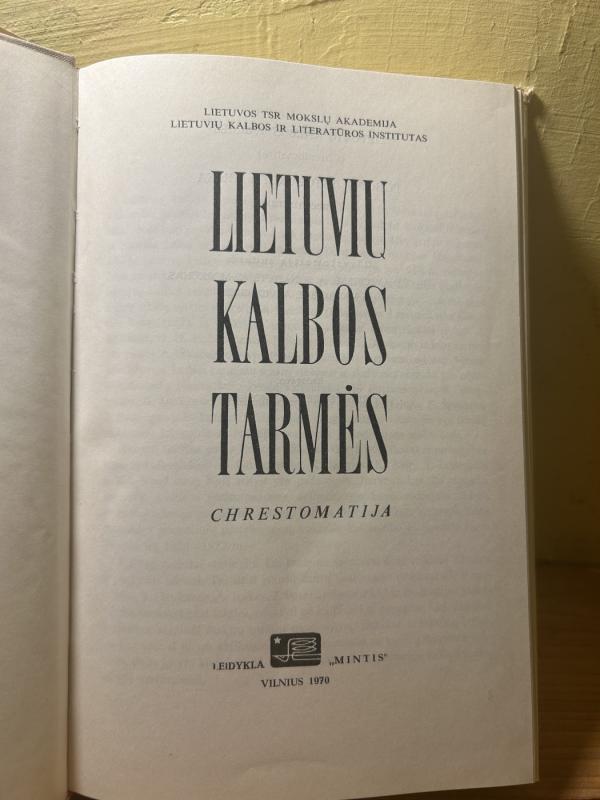 LIETUVOS TSR MOKSLŲ AKADEMIJA
LIETUVIŲ KALBOS IR LITERATŪROS INSTITUTAS
LIETUVIŲ
KALBOS
TARMĖS
CHRESTOMATIJA
LEIDYKLA „MINTIS“
VILNIUS 1970